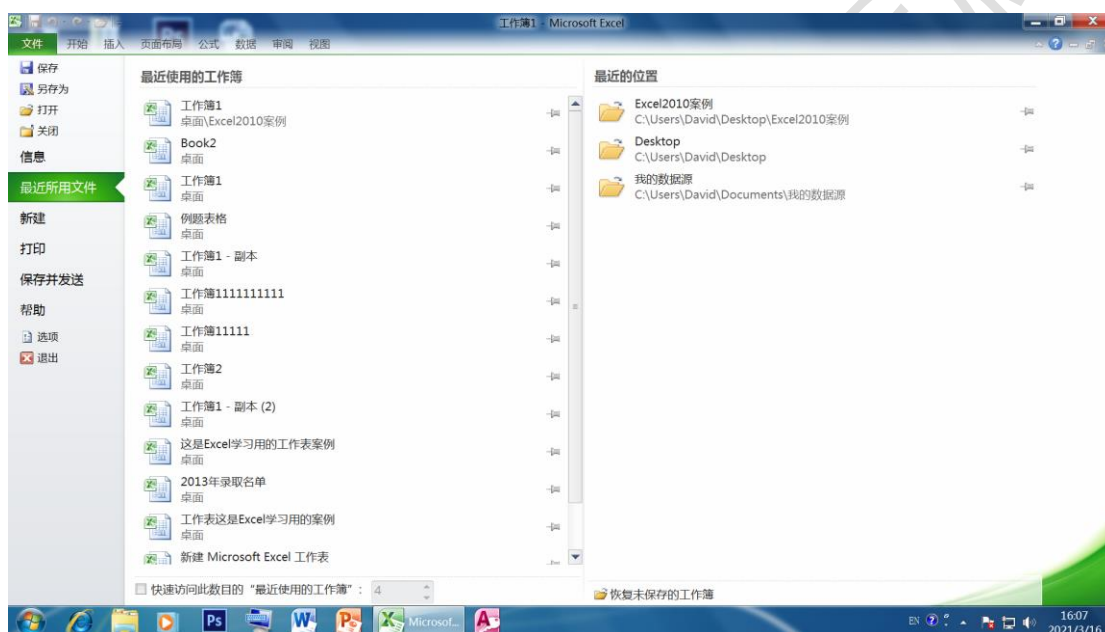 工作簿1 - Microsoft Excel
文件 开始 插入 页面布局 公式 数据 审阅 视图
保存
另存为
打开
关闭
信息
最近所用文件
新建
打印
保存并发送
帮助
选项
退出
最近使用的工作簿
工作簿1
桌面\Excel2010案例
Book2
桌面
工作簿1
桌面
例题表格
桌面
工作簿1 - 副本
桌面
工作簿1111111111
桌面
工作簿11111
桌面
工作簿2
桌面
工作簿1 - 副本 (2)
桌面
这是Excel学习用的工作表案例
桌面
2013年录取名单
桌面
工作表这是Excel学习用的案例
桌面
新建 Microsoft Excel 工作表
快速访问此数目的“最近使用的工作簿”: 4
最近的位置
Excel2010案例
C:\Users\David\Desktop\Excel2010案例
Desktop
C:\Users\David\Desktop
我的数据源
C:\Users\David\Documents\我的数据源
恢复未保存的工作簿
Ps
Microsof...
EN
16:07
2021/3/16